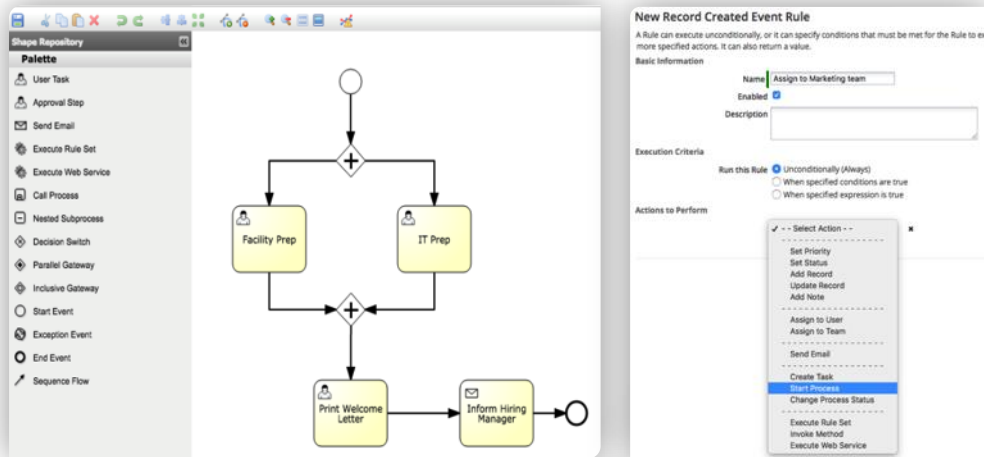 Shape Repository
Palette
User Task
Approval Step
Send Email
Execute Rule Set
Execute Web Service
Call Process
Nested Subprocess
Decision Switch
Parallel Gateway
Inclusive Gateway
Start Event
Exception Event
End Event
Sequence Flow
Facility Prep
IT Prep
Print Welcome
Letter
Inform Hiring
Manager
New Record Created Event Rule
A Rule can execute unconditionally, or it can specify conditions that must be met for the Rule to
more specified actions. It can also return a value.
Basic Information
Name Assign to Marketing team
Enabled
Description
Execution Criteria
Run this Rule Unconditionally (Always)
When specified conditions are true
When specified expression is true
Actions to Perform
- - Select Action - -
Set Priority
Set Status
Add Record
Update Record
Add Note
Assign to User
Assign to Team
Send Email
Create Task
Start Process
Change Process Status
Execute Rule Set
Invoke Method
Execute Web Service